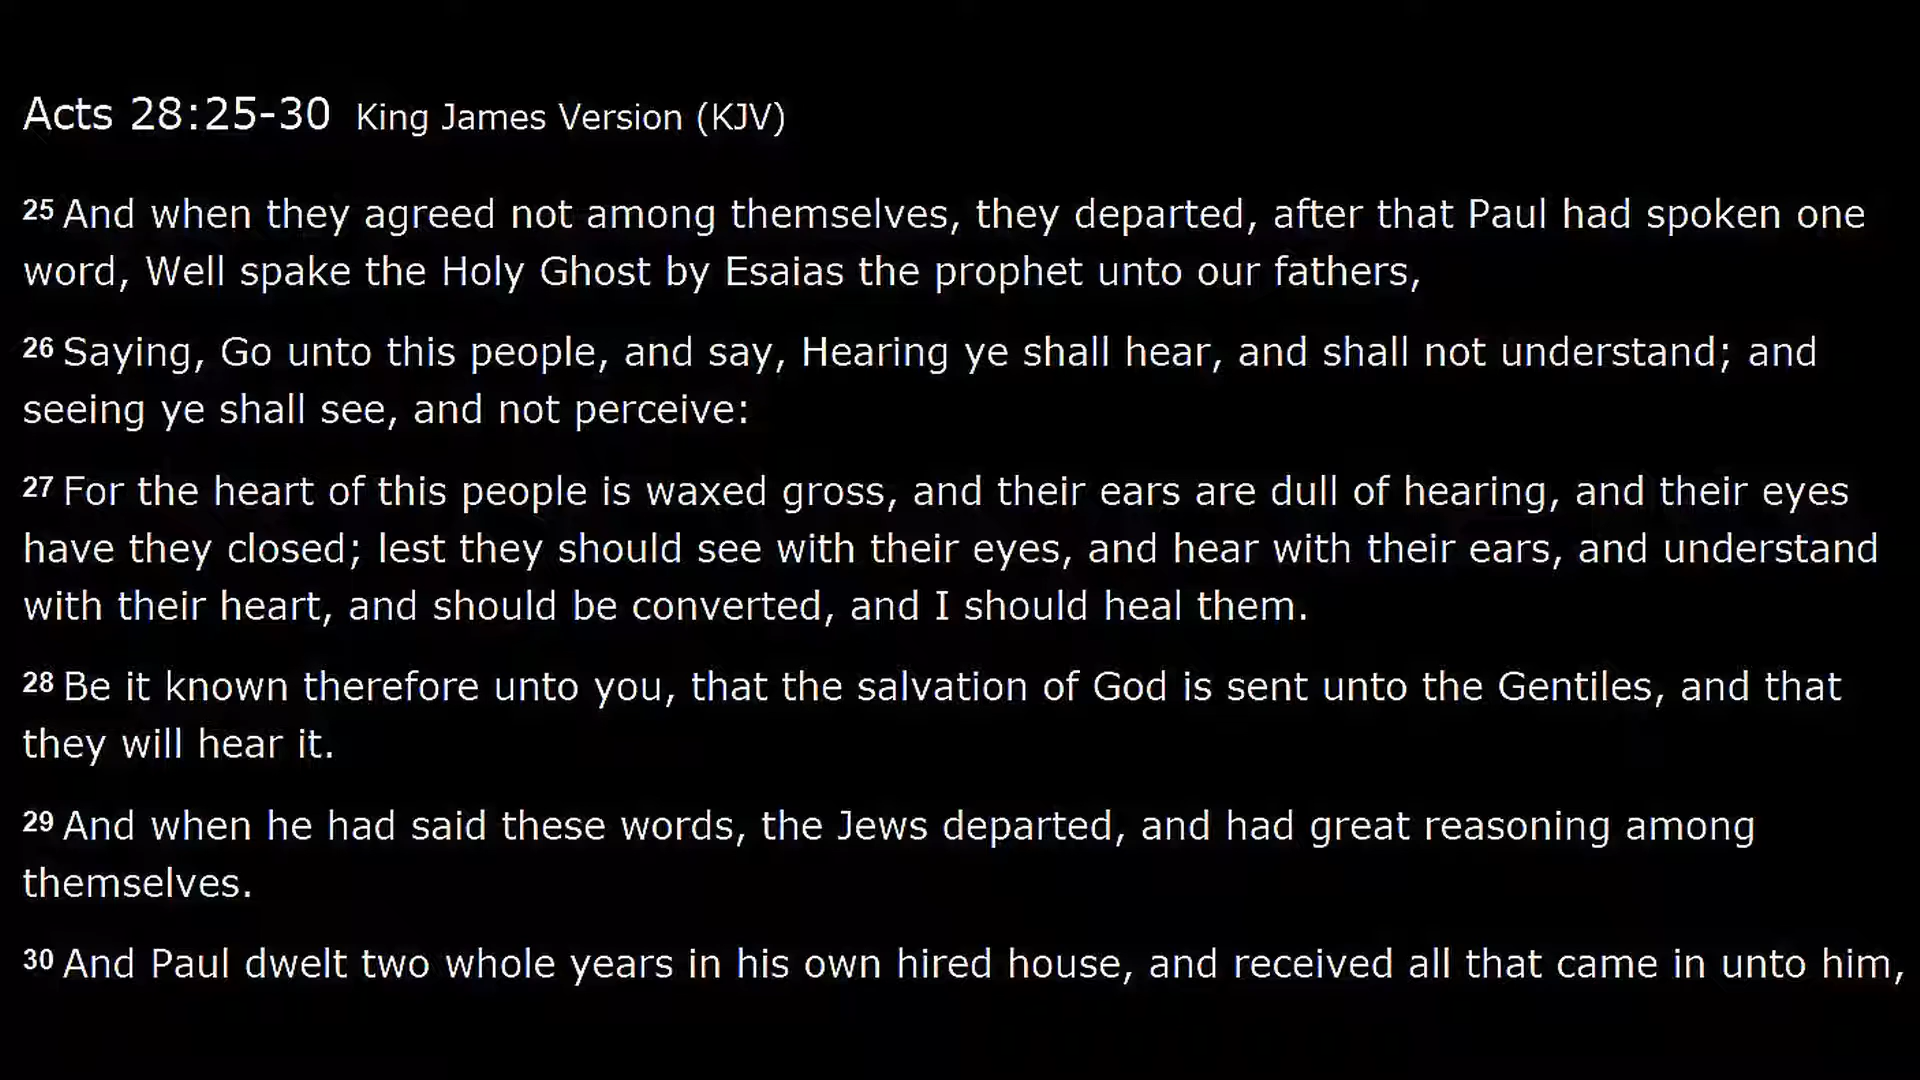 Acts 28:25-30 King James Version (KJV)
25 And when they agreed not among themselves, they departed, after that Paul had spoken one
word, Well spake the Holy Ghost by Esaias the prophet unto our fathers,
26 Saying, Go unto this people, and say, Hearing ye shall hear, and shall not understand; and
seeing ye shall see, and not perceive:
27 For the heart of this people is waxed gross, and their ears are dull of hearing, and their eyes
have they closed; lest they should see with their eyes, and hear with their ears, and understand
with their heart, and should be converted, and I should heal them.
28 Be it known therefore unto you, that the salvation of God is sent unto the Gentiles, and that
they will hear it.
29 And when he had said these words, the Jews departed, and had great reasoning among
themselves.
30 And Paul dwelt two whole years in his own hired house, and received all that came in unto him,